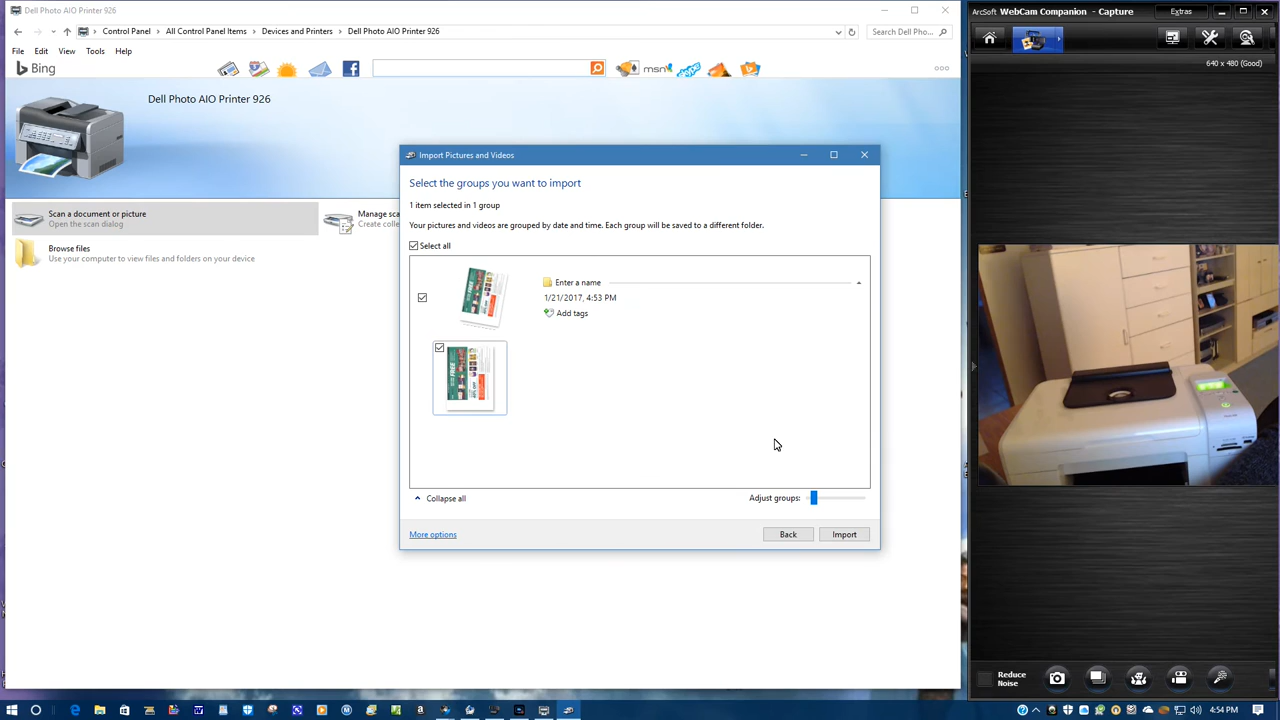 Dell Photo AIO Printer 926
Control Panel
All Control Panel Items
Devices and Printers
Dell Photo AIO Printer 926
Search Dell Pho...
File Edit View Tools Help
Bing
msn
skype
Dell Photo AIO Printer 926
Scan a document or picture
Open the scan dialog
Manage sca
Create colle
Browse files
Use your computer to view files and folders on your device
Import Pictures and Videos
Select the groups you want to import
1 item selected in 1 group
Your pictures and videos are grouped by date and time. Each group will be saved to a different folder.
Select all
Enter a name
1/21/2017, 4:53 PM
Add tags
FREE
Collapse all
Adjust groups:
More options
Back
Import
ArcSoft WebCam Companion - Capture
Extras
640 x 480 (Good)
Reduce
Noise
4:54 PM